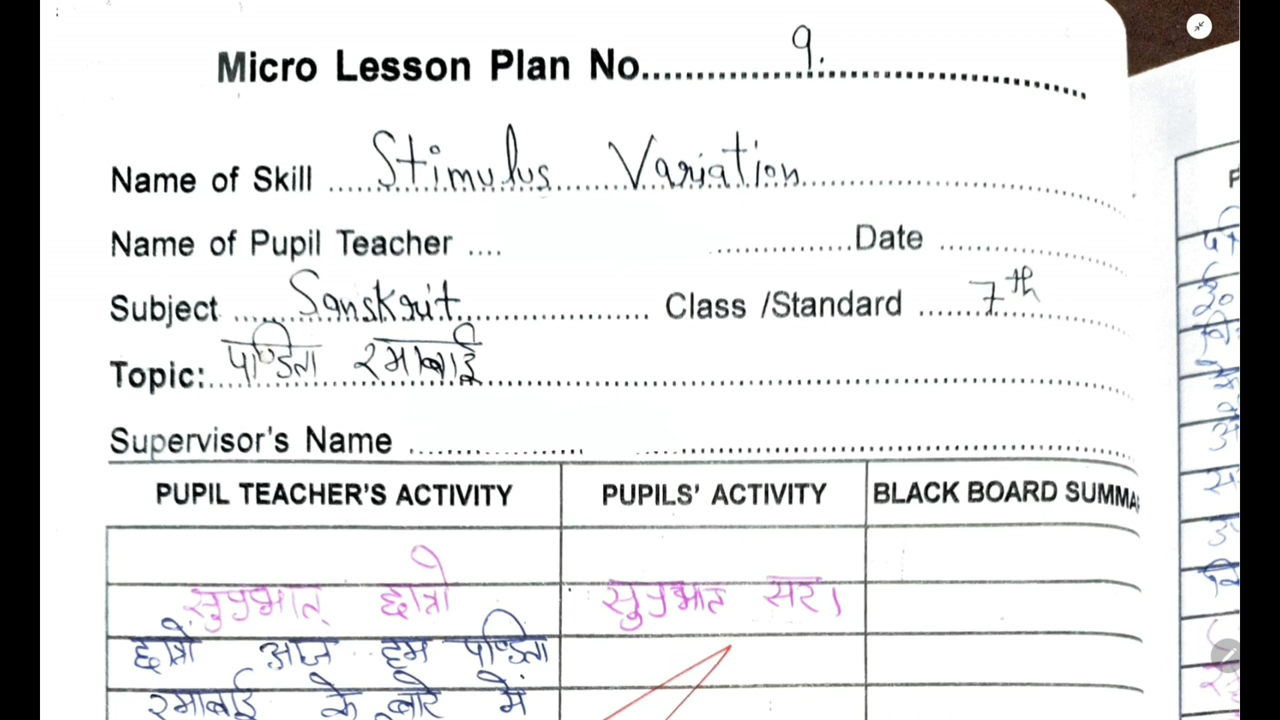 Micro Lesson Plan No. 9.
Name of Skill Stimulus Variation
Name of Pupil Teacher .... Date
Subject Sanskrit Class /Standard 7th
Topic: पण्डिता रमाबाई
Supervisor's Name
PUPIL TEACHER'S ACTIVITY PUPILS' ACTIVITY BLACK BOARD SUMMA
सुप्रभात् छात्रो सुप्रभात सर।
छात्रो आज हम पण्डिता
रमाबाई के बारे में